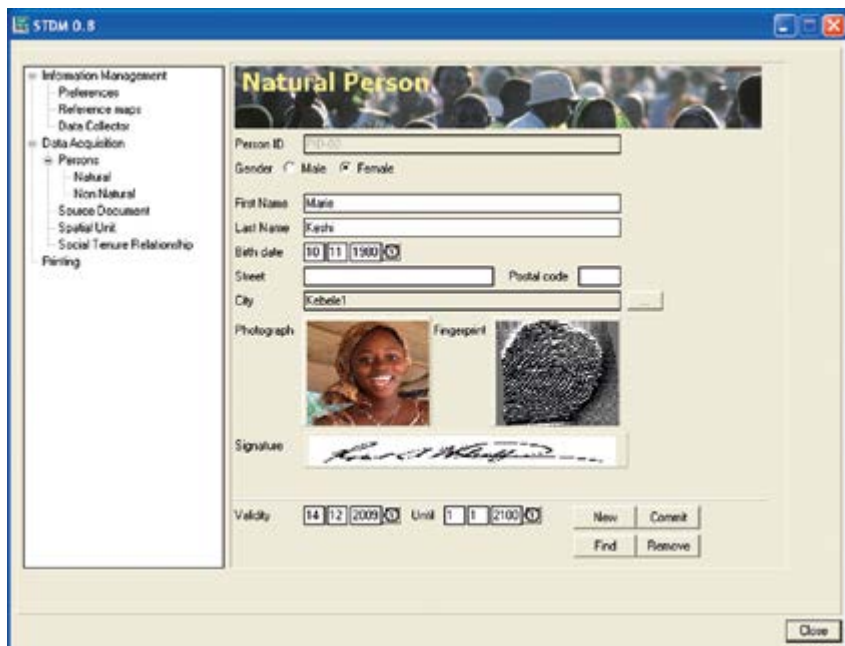 STDM 0.8
Information Management
Preferences
Reference maps
Data Collector
Data Acquisition
Persons
Natural
Non Natural
Source Document
Spatial Unit
Social Tenure Relationship
Printing
Natural Person
Person ID PID-02
Gender Male Female
First Name Marie
Last Name Keshi
Birth date 10 11 1980
Street Postal code
City Kebele1 ...
Photograph Fingerprint
Signature
Validity 14 12 2009 Until 1 1 2100 New Commit
Find Remove
Close